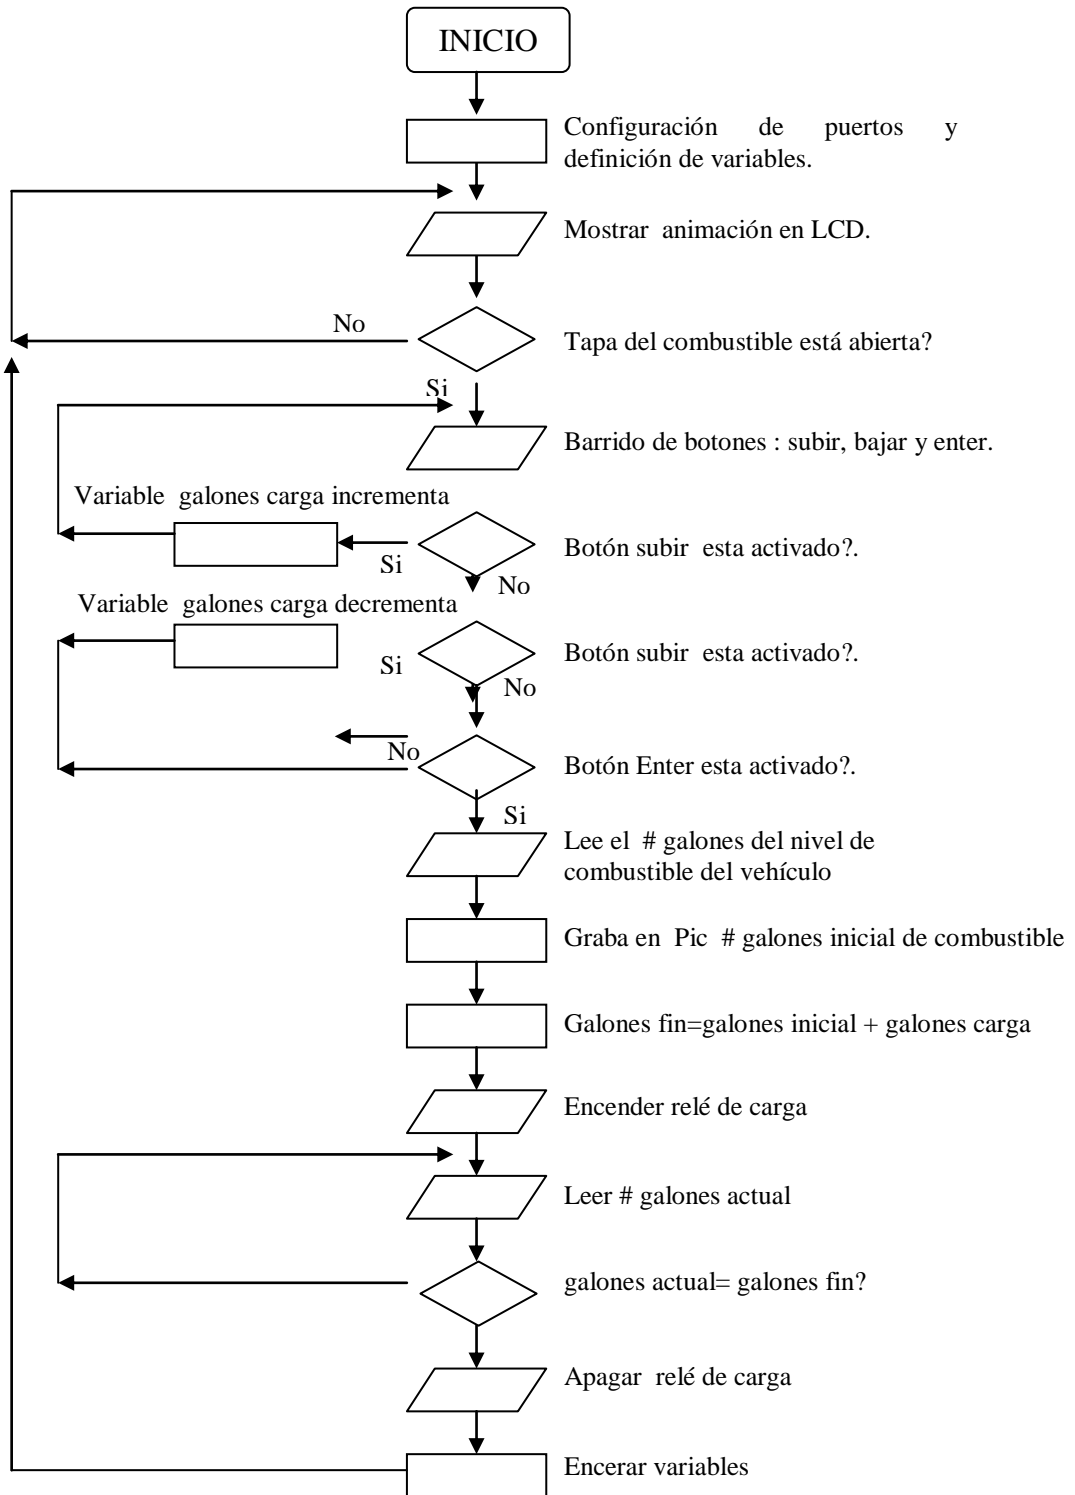 INICIO
Configuración de puertos y
definición de variables.
Mostrar animación en LCD.
No
Tapa del combustible está abierta?
Si
Barrido de botones : subir, bajar y enter.
Variable galones carga incrementa
Si
Botón subir esta activado?.
No
Variable galones carga decrementa
Si
Botón subir esta activado?.
No
No
Botón Enter esta activado?.
Si
Lee el # galones del nivel de
combustible del vehículo
Graba en Pic # galones inicial de combustible
Galones fin=galones inicial + galones carga
Encender relé de carga
Leer # galones actual
galones actual= galones fin?
Apagar relé de carga
Encerar variables